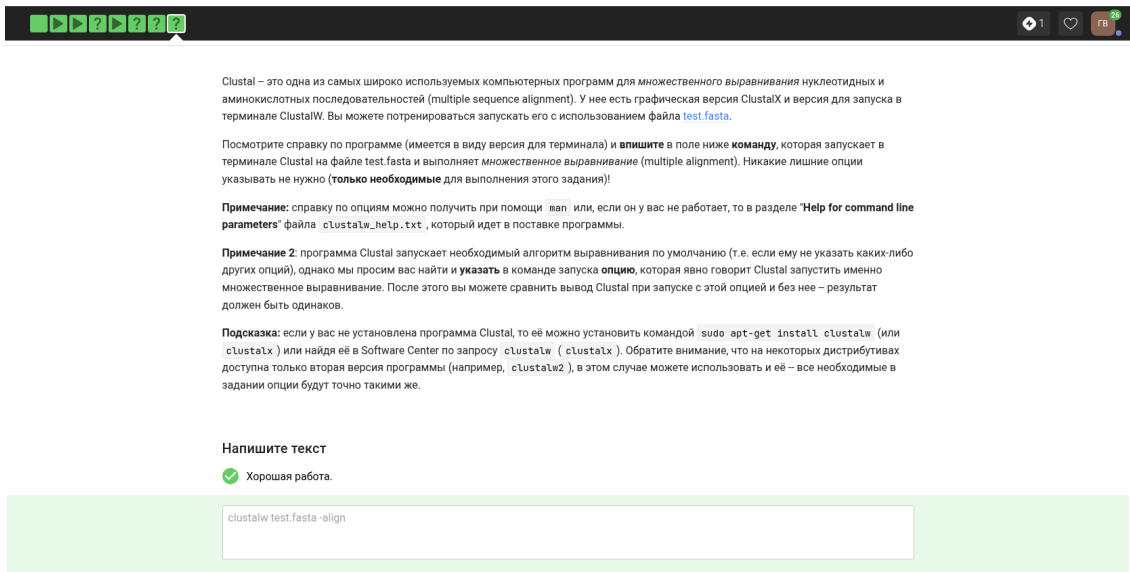 ? ? ? ?
1
ГВ
26
Clustal – это одна из самых широко используемых компьютерных программ для множественного выравнивания нуклеотидных и
аминокислотных последовательностей (multiple sequence alignment). У нее есть графическая версия ClustalX и версия для запуска в
терминале ClustalW. Вы можете потренироваться запускать его с использованием файла test.fasta.
Посмотрите справку по программе (имеется в виду версия для терминала) и впишите в поле ниже команду, которая запускает в
терминале Clustal на файле test.fasta и выполняет множественное выравнивание (multiple alignment). Никакие лишние опции
указывать не нужно (только необходимые для выполнения этого задания)!
Примечание: справку по опциям можно получить при помощи man или, если он у вас не работает, то в разделе "Help for command line
parameters" файла clustalw_help.txt, который идет в поставке программы.
Примечание 2: программа Clustal запускает необходимый алгоритм выравнивания по умолчанию (т.е. если ему не указать каких-либо
других опций), однако мы просим вас найти и указать в команде запуска опцию, которая явно говорит Clustal запустить именно
множественное выравнивание. После этого вы можете сравнить вывод Clustal при запуске с этой опцией и без нее – результат
должен быть одинаков.
Подсказка: если у вас не установлена программа Clustal, то её можно установить командой sudo apt-get install clustalw (или
clustalx) или найдя её в Software Center по запросу clustalw (clustalx). Обратите внимание, что на некоторых дистрибутивах
доступна только вторая версия программы (например, clustalw2), в этом случае можете использовать и её – все необходимые в
задании опции будут точно такими же.
Напишите текст
Хорошая работа.
clustalw test.fasta -align